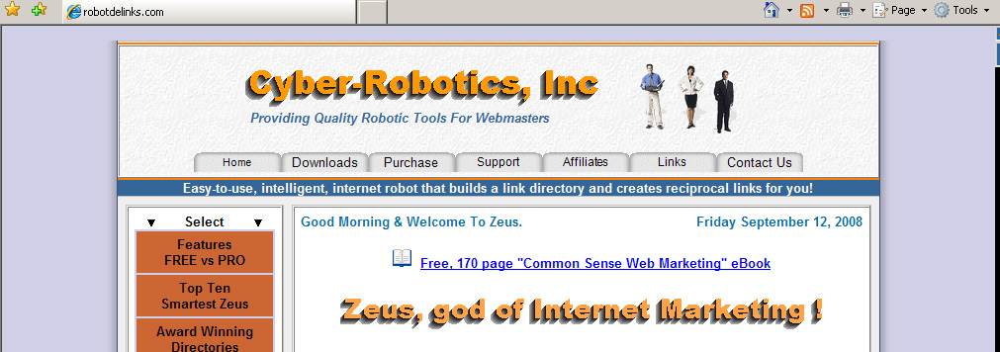 robotdelinks.com
Page
Tools
Cyber-Robotics, Inc
Providing Quality Robotic Tools For Webmasters
Home Downloads Purchase Support Affiliates Links Contact Us
Easy-to-use, intelligent, internet robot that builds a link directory and creates reciprocal links for you!
▼ Select ▼
Good Morning & Welcome To Zeus. Friday September 12, 2008
Features
FREE vs PRO
Free, 170 page "Common Sense Web Marketing" eBook
Top Ten
Smartest Zeus
Zeus, god of Internet Marketing !
Award Winning
Directories